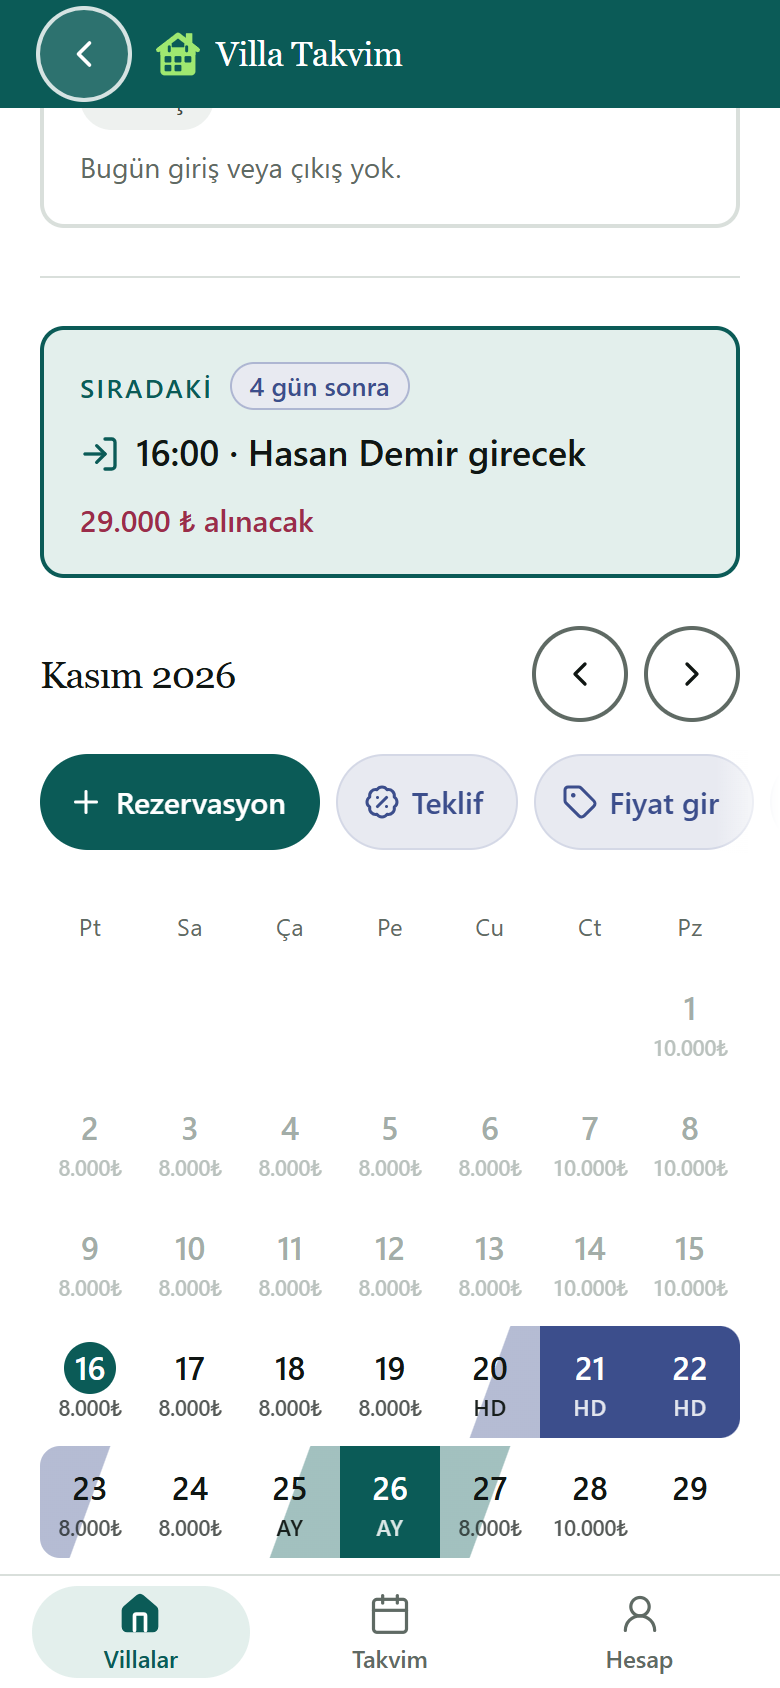 Villa Takvim
Bugün giriş veya çıkış yok.
SIRADAKİ 4 gün sonra
16:00 · Hasan Demir girecek
29.000 ₺ alınacak
Kasım 2026
+ Rezervasyon Teklif Fiyat gir
Pt Sa Ça Pe Cu Ct Pz
1
10.000₺
2 3 4 5 6 7 8
8.000₺ 8.000₺ 8.000₺ 8.000₺ 8.000₺ 10.000₺ 10.000₺
9 10 11 12 13 14 15
8.000₺ 8.000₺ 8.000₺ 8.000₺ 8.000₺ 10.000₺ 10.000₺
16 17 18 19 20 21 22
8.000₺ 8.000₺ 8.000₺ 8.000₺ HD HD HD
23 24 25 26 27 28 29
8.000₺ 8.000₺ AY AY 8.000₺ 10.000₺
Villalar Takvim Hesap